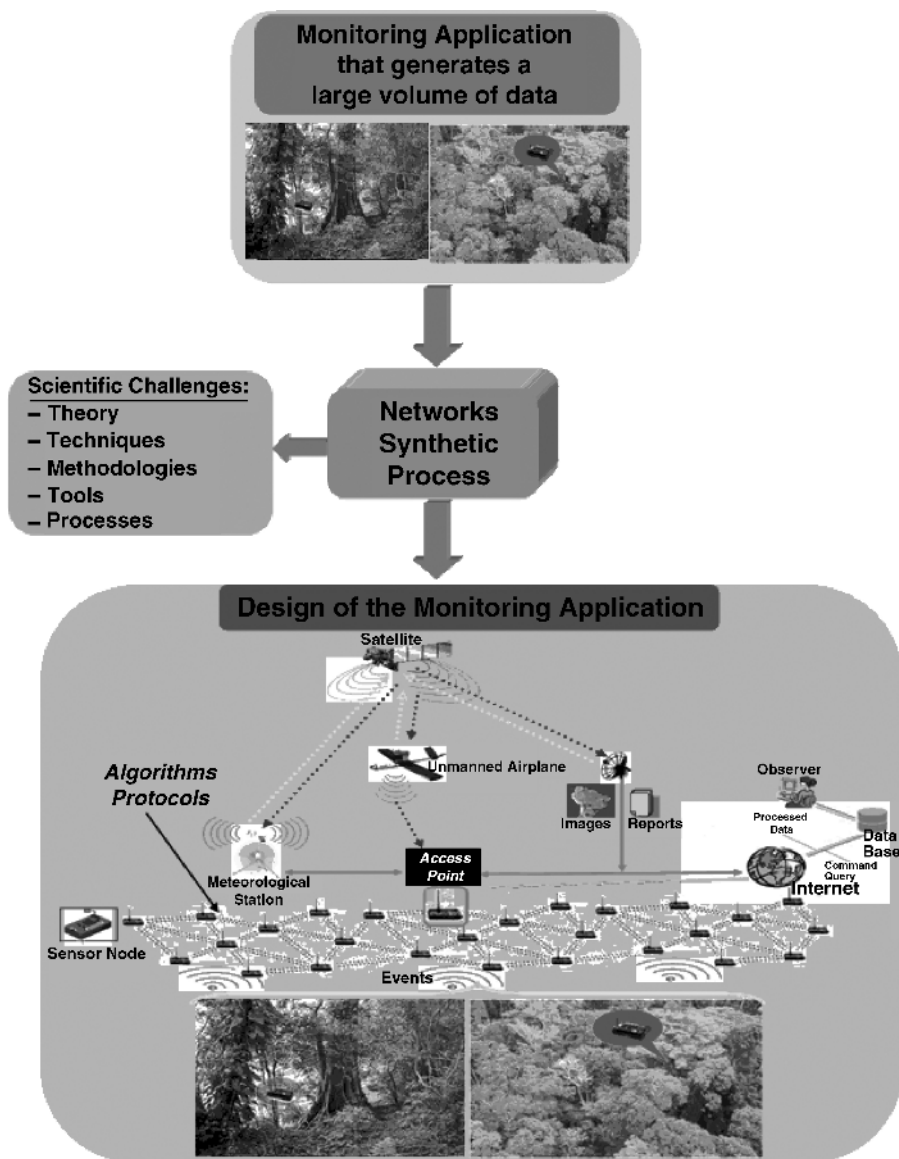 Monitoring Application
that generates a
large volume of data
Scientific Challenges:
– Theory
– Techniques
– Methodologies
– Tools
– Processes
Networks
Synthetic
Process
Design of the Monitoring Application
Satellite
Unmanned Airplane
Algorithms
Protocols
Observer
Images
Reports
Processed
Data
Data
Base
Command
Query
Internet
Access
Point
Meteorological
Station
Sensor Node
Events